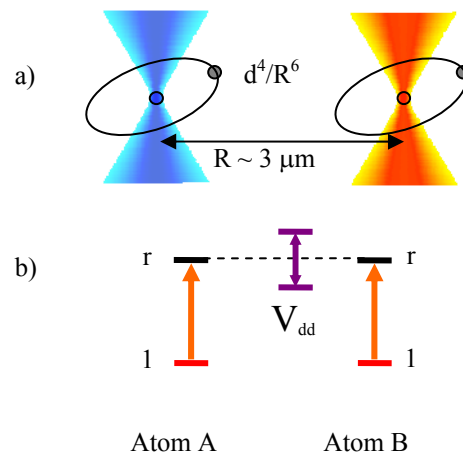 a)
d⁴/R⁶
R ~ 3 μm
b)
r r
V_dd
1 1
Atom A Atom B